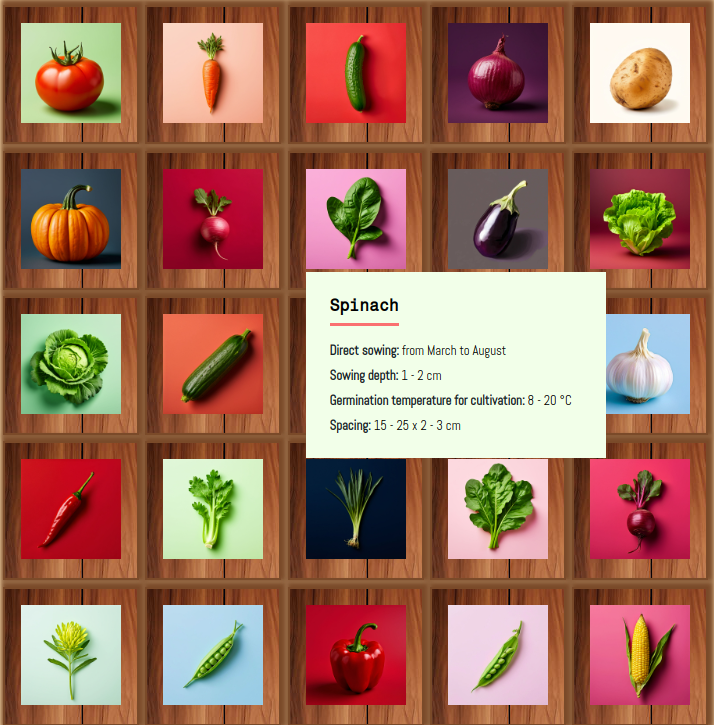 Spinach
Direct sowing: from March to August
Sowing depth: 1 - 2 cm
Germination temperature for cultivation: 8 - 20 °C
Spacing: 15 - 25 x 2 - 3 cm